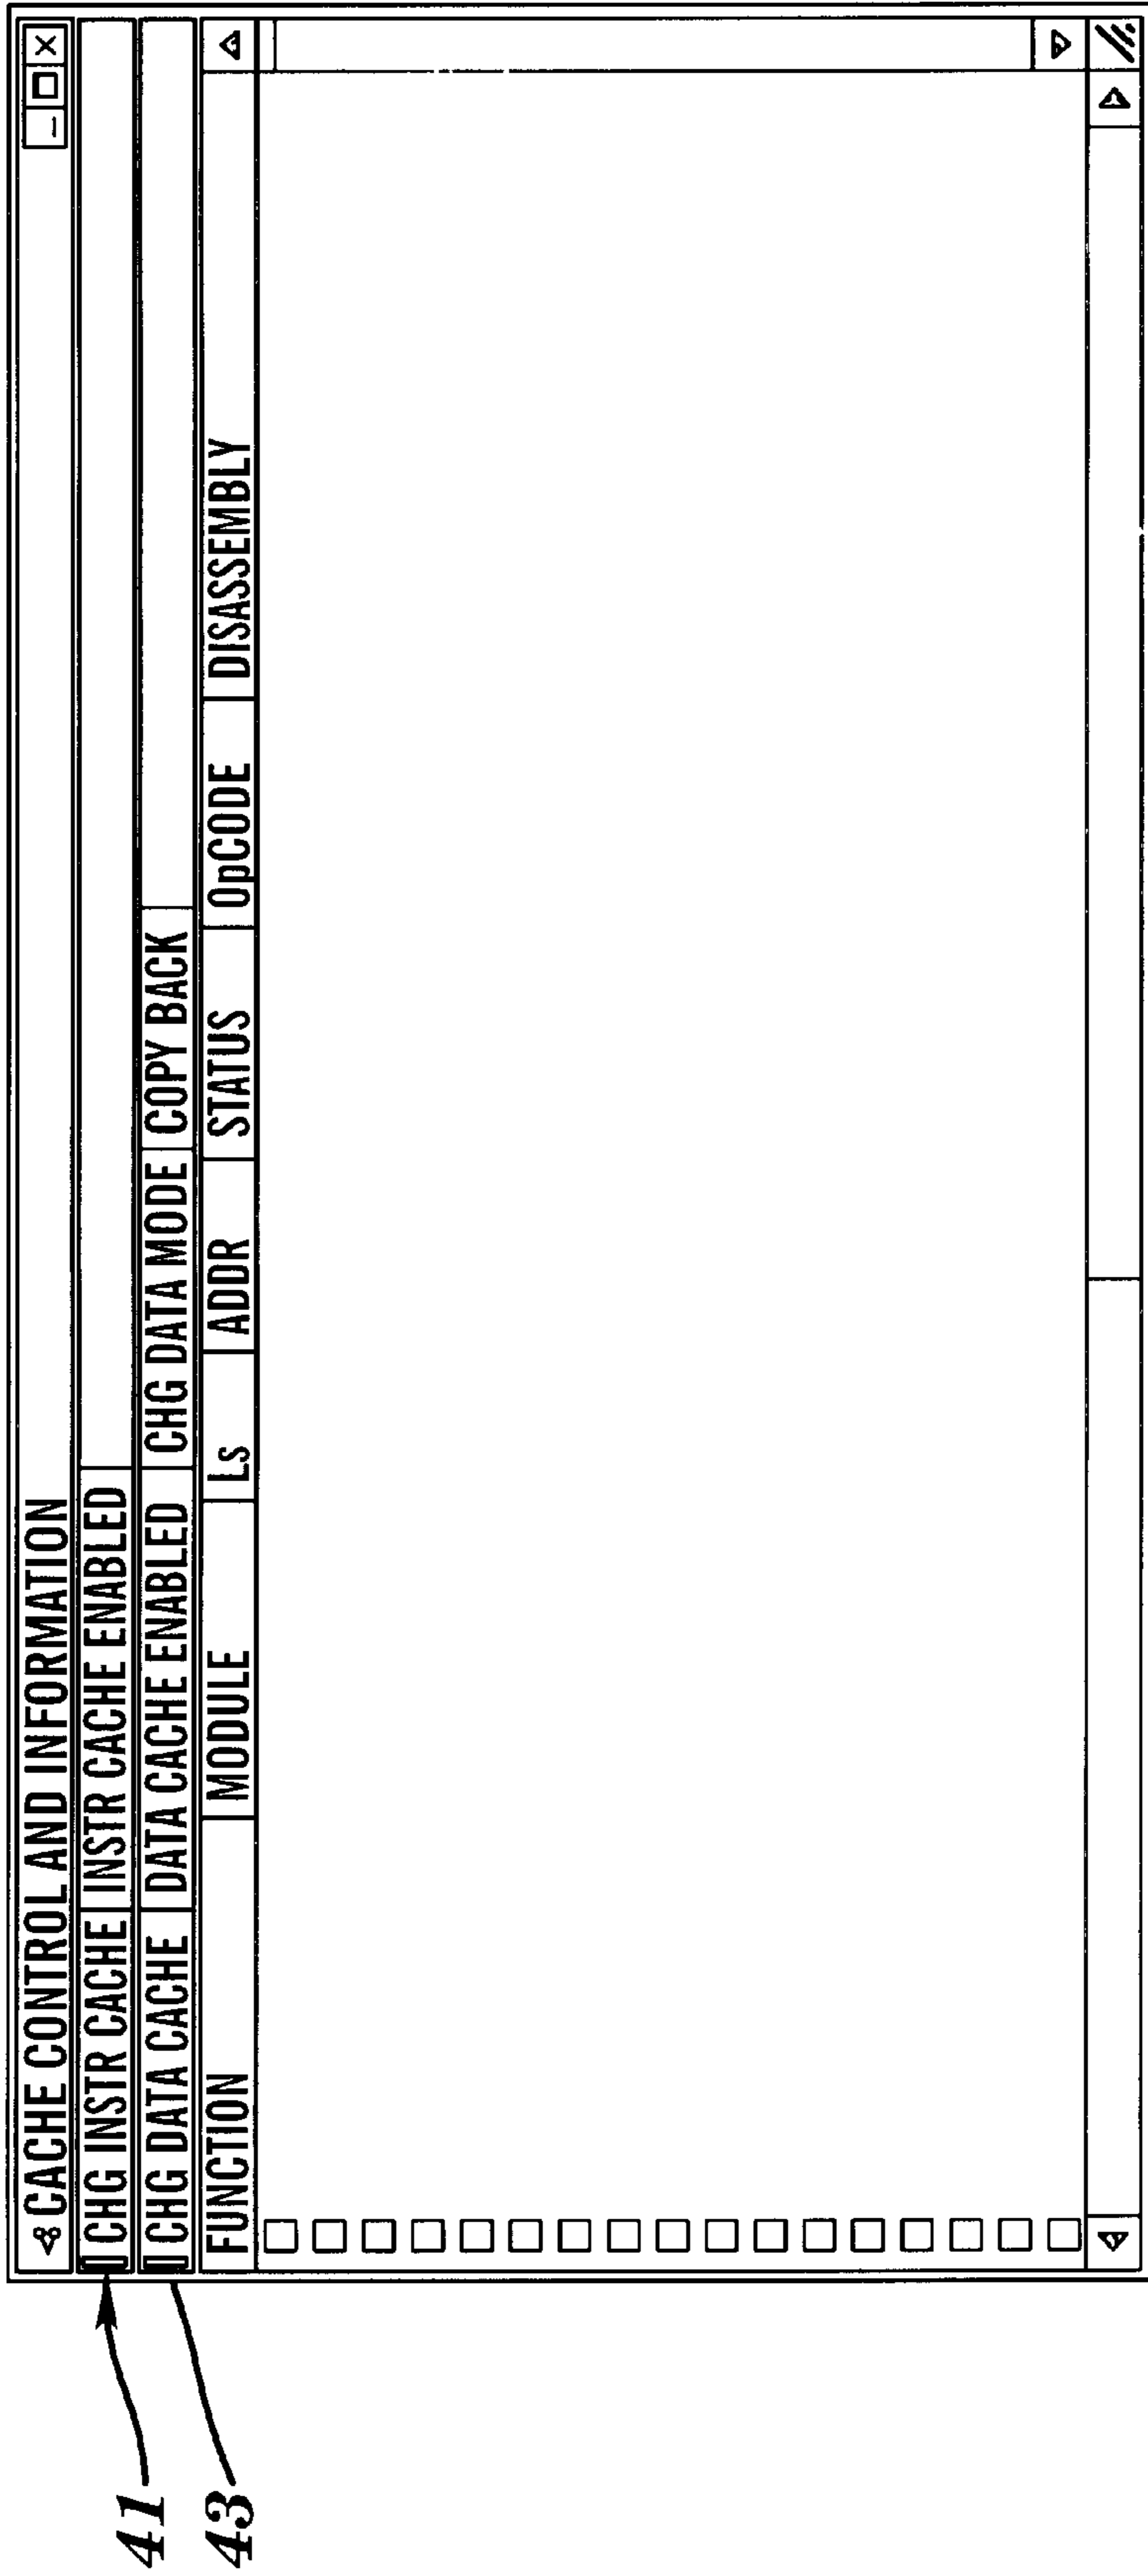 CACHE CONTROL AND INFORMATION
CHG INSTR CACHE INSTR CACHE ENABLED
CHG DATA CACHE DATA CACHE ENABLED CHG DATA MODE COPY BACK
FUNCTION MODULE Ls ADDR STATUS OpCODE DISASSEMBLY
41
43